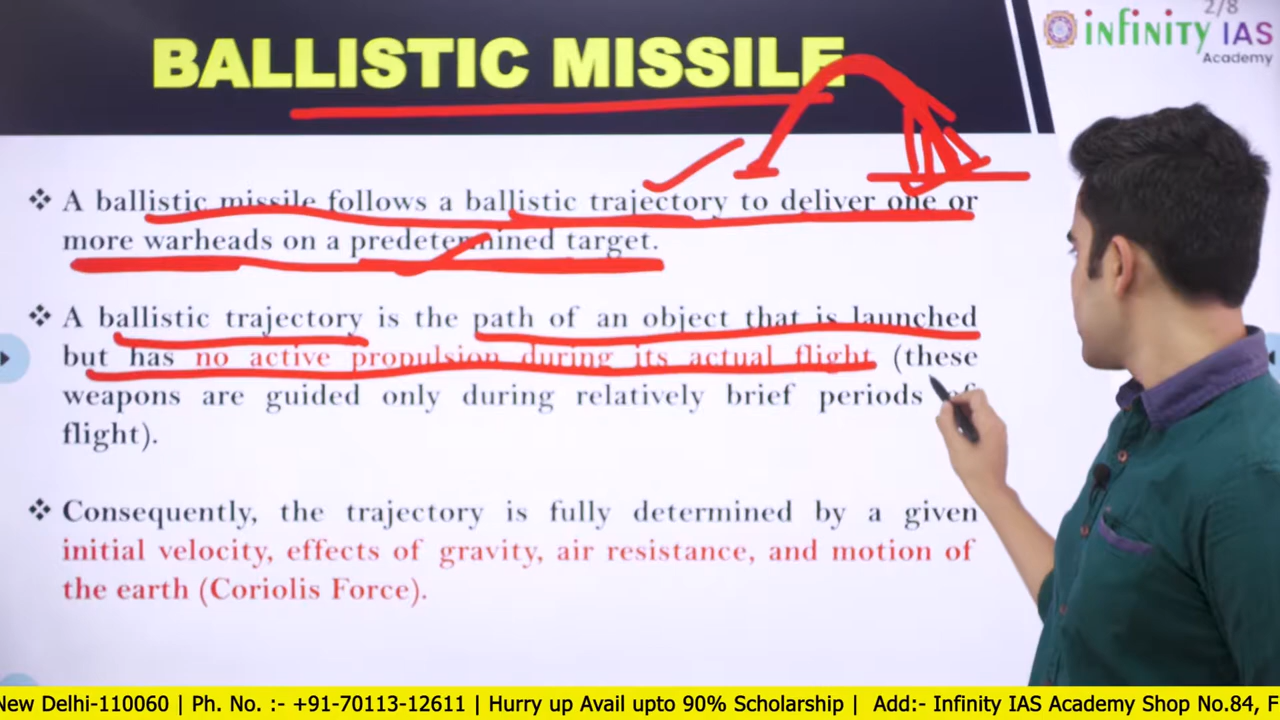 2/8
infinity IAS
Academy
BALLISTIC MISSILE
❖ A ballistic missile follows a ballistic trajectory to deliver one or
more warheads on a predetermined target.
❖ A ballistic trajectory is the path of an object that is launched
but has no active propulsion during its actual flight (these
weapons are guided only during relatively brief periods of
flight).
❖ Consequently, the trajectory is fully determined by a given
initial velocity, effects of gravity, air resistance, and motion of
the earth (Coriolis Force).
New Delhi-110060 | Ph. No. :- +91-70113-12611 | Hurry up Avail upto 90% Scholarship | Add:- Infinity IAS Academy Shop No.84, F